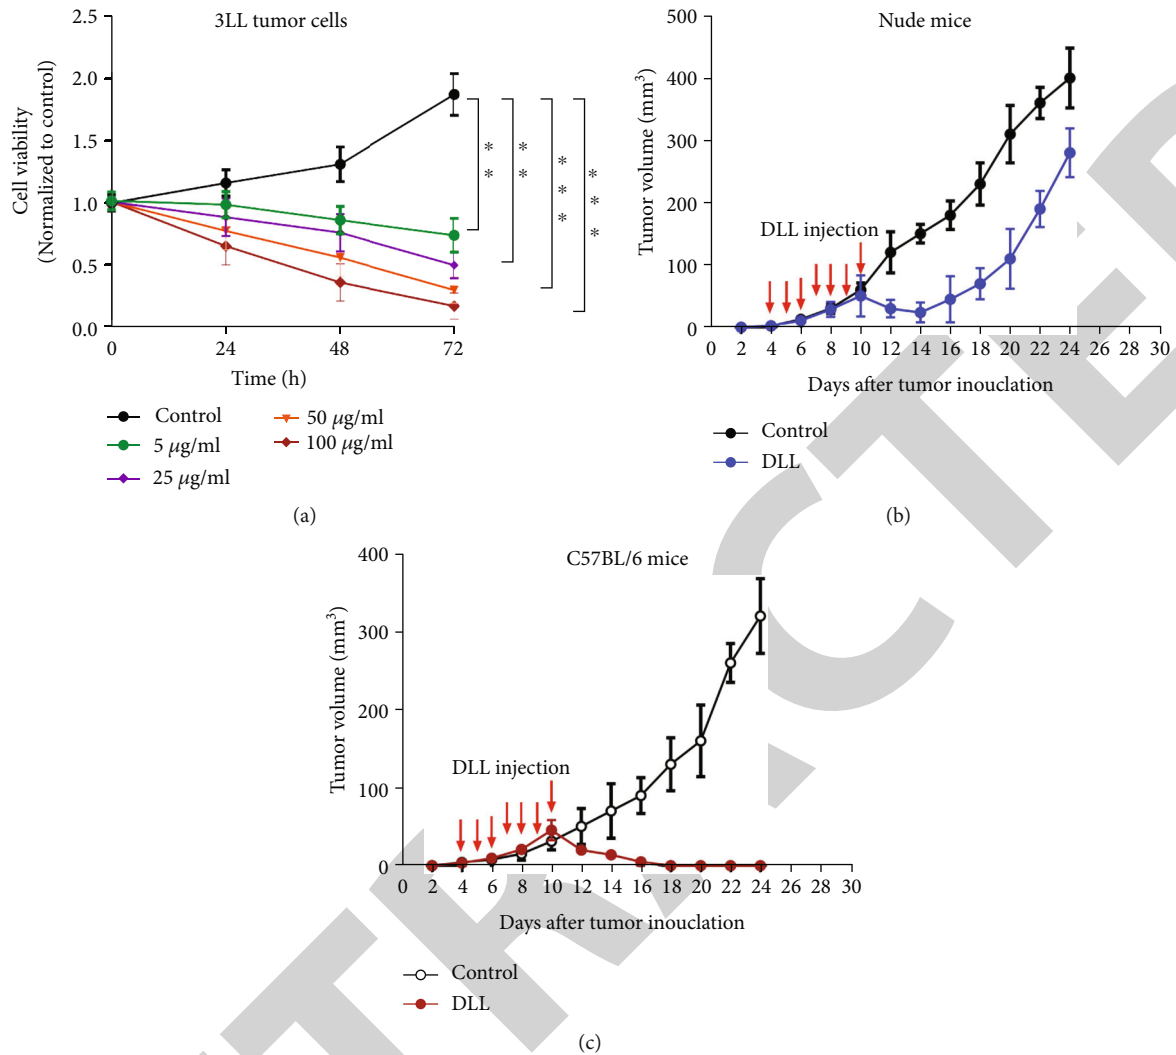 3LL tumor cells
Cell viability
(Normalized to control)
2.5
2.0
1.5
1.0
0.5
0.0
* *
* *
* * *
* * *
0 24 48 72
Time (h)
Control
5 μg/ml
25 μg/ml
50 μg/ml
100 μg/ml
(a)
Nude mice
Tumor volume (mm³)
500
400
300
200
100
0
DLL injection
0 2 4 6 8 10 12 14 16 18 20 22 24 26 28 30
Days after tumor inouclation
Control
DLL
(b)
C57BL/6 mice
Tumor volume (mm³)
400
300
200
100
0
DLL injection
0 2 4 6 8 10 12 14 16 18 20 22 24 26 28 30
Days after tumor inouclation
Control
DLL
(c)